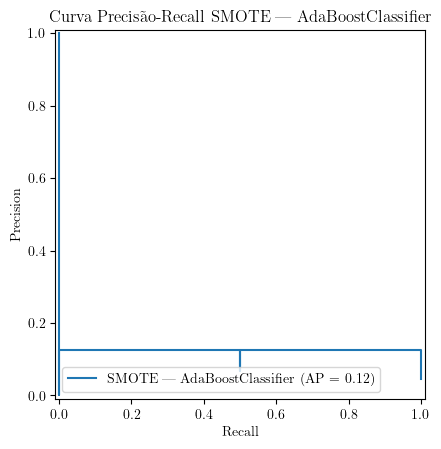 Curva Precisão-Recall SMOTE — AdaBoostClassifier
1.0
0.8
0.6
0.4
0.2
0.0
Precision
SMOTE — AdaBoostClassifier (AP = 0.12)
0.0 0.2 0.4 0.6 0.8 1.0
Recall